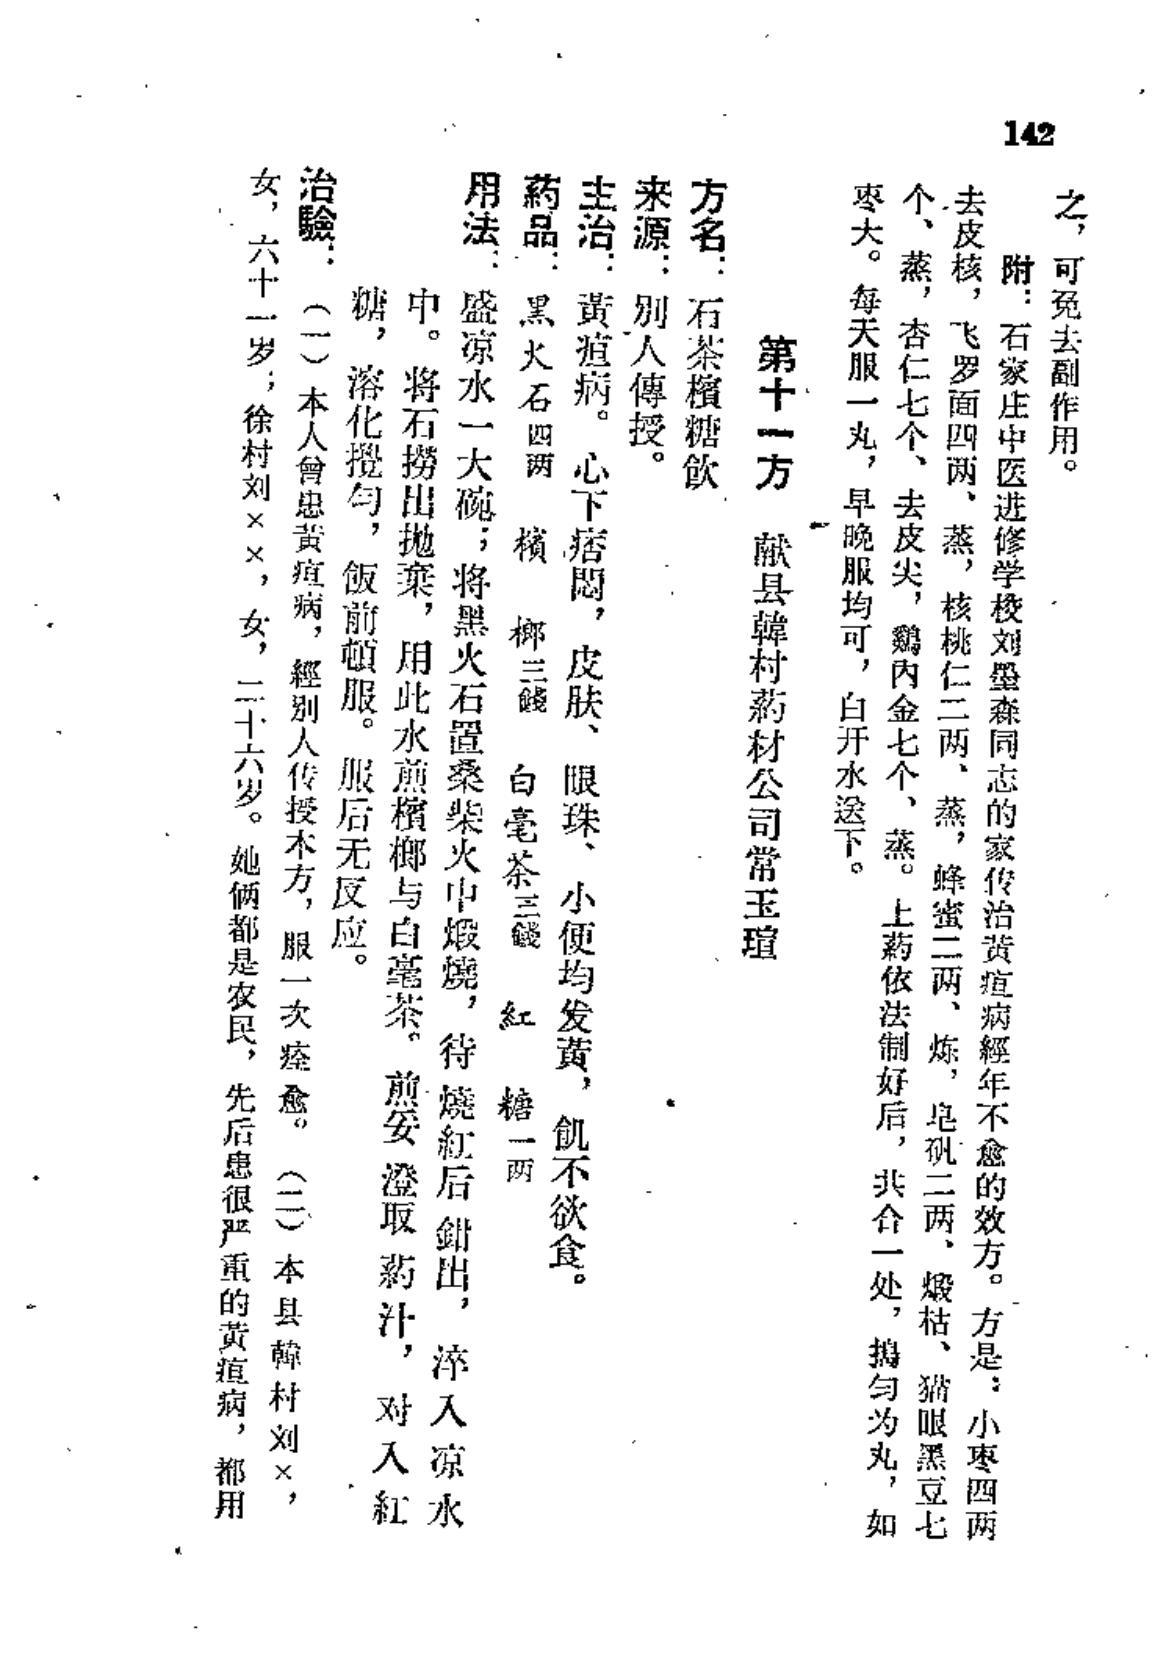 142
之，可免去副作用。
附：石家庄中医进修学校刘墨森同志的家传治黄疸病經年不愈的效方。方是：小枣四两
去皮核，飞罗面四两、蒸，核桃仁二两、蒸，蜂蜜二两、炼，皂矾二两、煅枯、猫眼黑豆七
个、蒸，杏仁七个、去皮尖，鷄内金七个、蒸。上药依法制好后，共合一处，搗匀为丸，如
枣大。每天服一丸，早晚服均可，白开水送下。
第十一方 献县韓村药材公司常玉瑄
方名：石茶檳糖飲
来源：別人傳授。
主治：黃疸病。心下痞悶，皮肤、眼珠、小便均发黃，飢不欲食。
药品：黑火石四两 檳榔三錢 白毫茶三錢 紅糖一两
用法：盛凉水一大碗；将黑火石置桑柴火中煅燒，待燒紅后鉗出，淬入凉水
中。将石撈出抛棄，用此水煎檳榔与白毫茶。煎妥澄取药汁，对入紅
糖，溶化攪匀，飯前頓服。服后无反应。
治驗：（一）本人曾患黃疸病，經別人传授本方，服一次痊愈。（二）本县韓村刘×，
女，六十一岁；徐村刘××，女，二十六岁。她俩都是农民，先后患很严重的黃疸病，都用